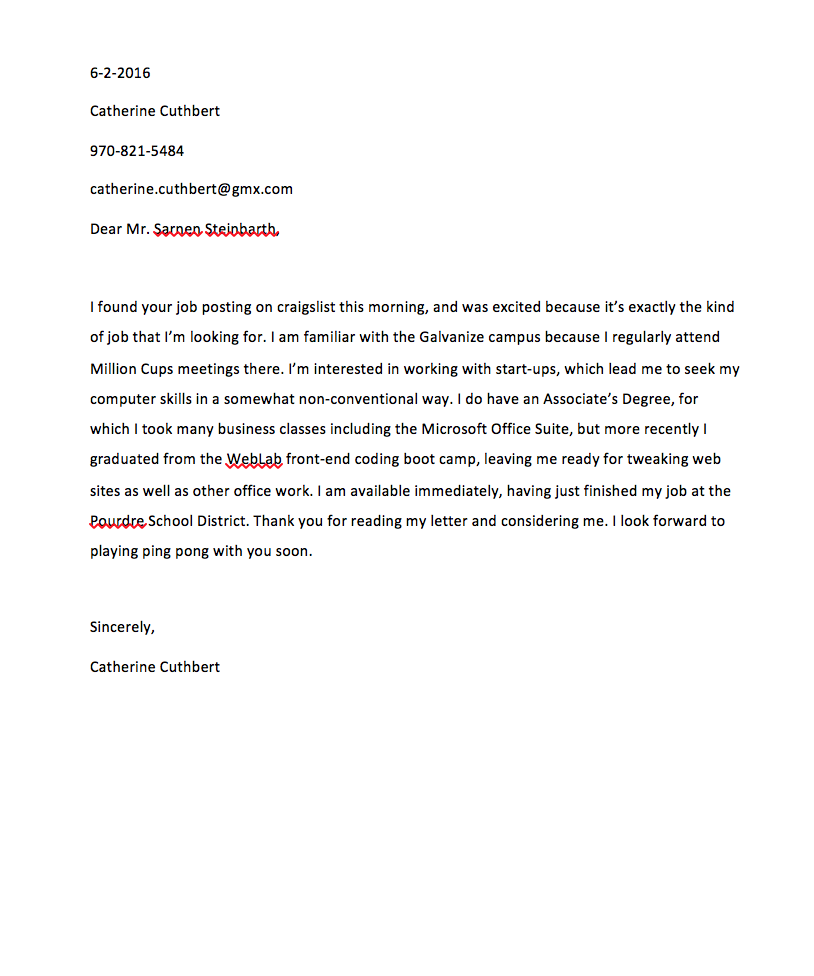 6-2-2016
Catherine Cuthbert
970-821-5484
catherine.cuthbert@gmx.com
Dear Mr. Sarnen Steinbarth,
I found your job posting on craigslist this morning, and was excited because it’s exactly the kind
of job that I’m looking for. I am familiar with the Galvanize campus because I regularly attend
Million Cups meetings there. I’m interested in working with start-ups, which lead me to seek my
computer skills in a somewhat non-conventional way. I do have an Associate’s Degree, for
which I took many business classes including the Microsoft Office Suite, but more recently I
graduated from the WebLab front-end coding boot camp, leaving me ready for tweaking web
sites as well as other office work. I am available immediately, having just finished my job at the
Pourdre School District. Thank you for reading my letter and considering me. I look forward to
playing ping pong with you soon.
Sincerely,
Catherine Cuthbert